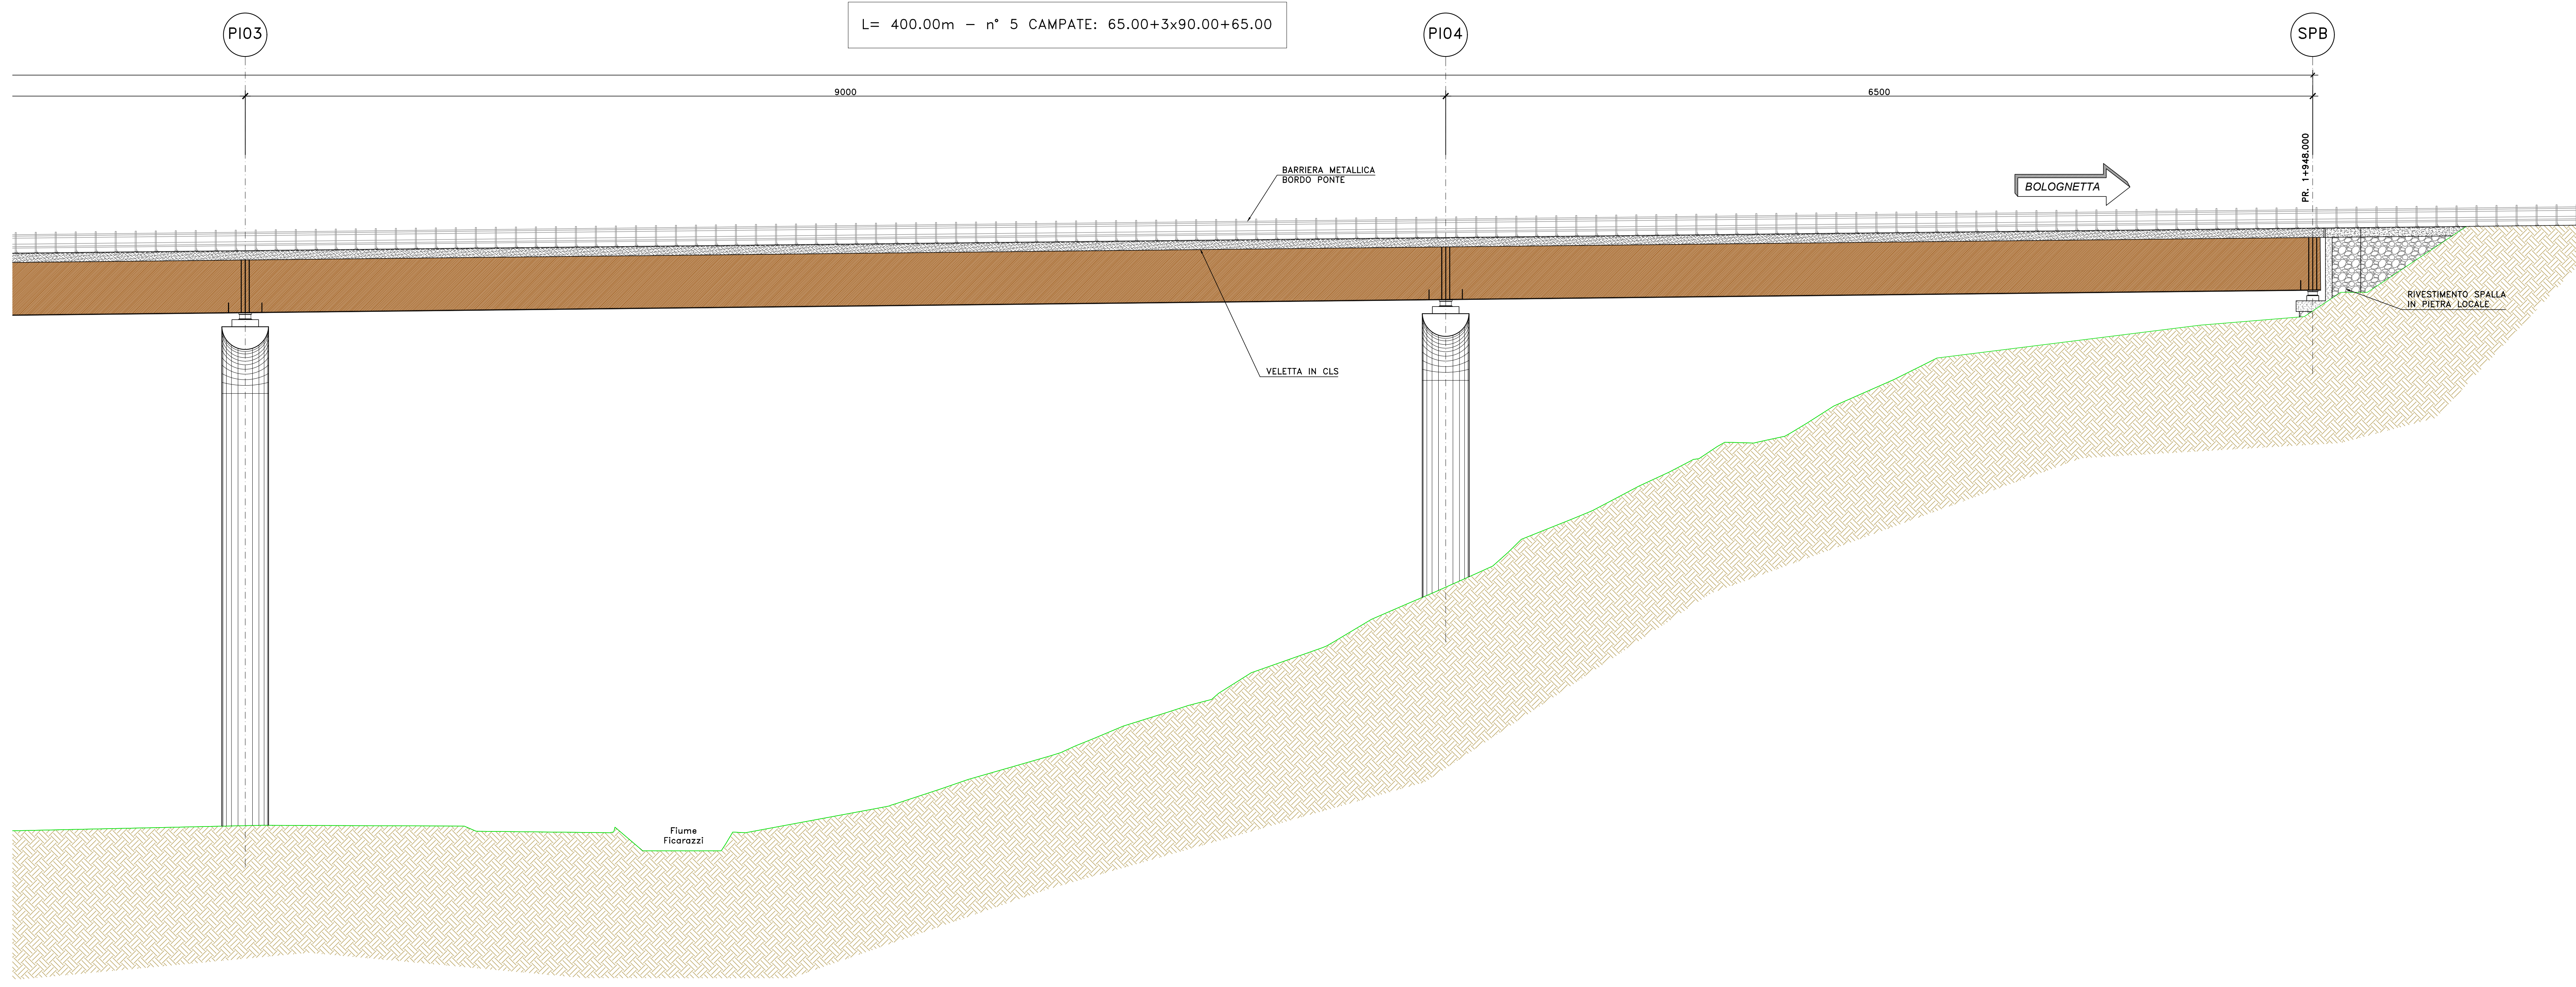 L= 400.00m - n° 5 CAMPATE: 65.00+3x90.00+65.00
PI03
PI04
SPB
9000
6500
PR. 1+948.000
BARRIERA METALLICA
BORDO PONTE
BOLOGNETTA
RIVESTIMENTO SPALLA
IN PIETRA LOCALE
VELETTA IN CLS
Fiume
Ficarazzi